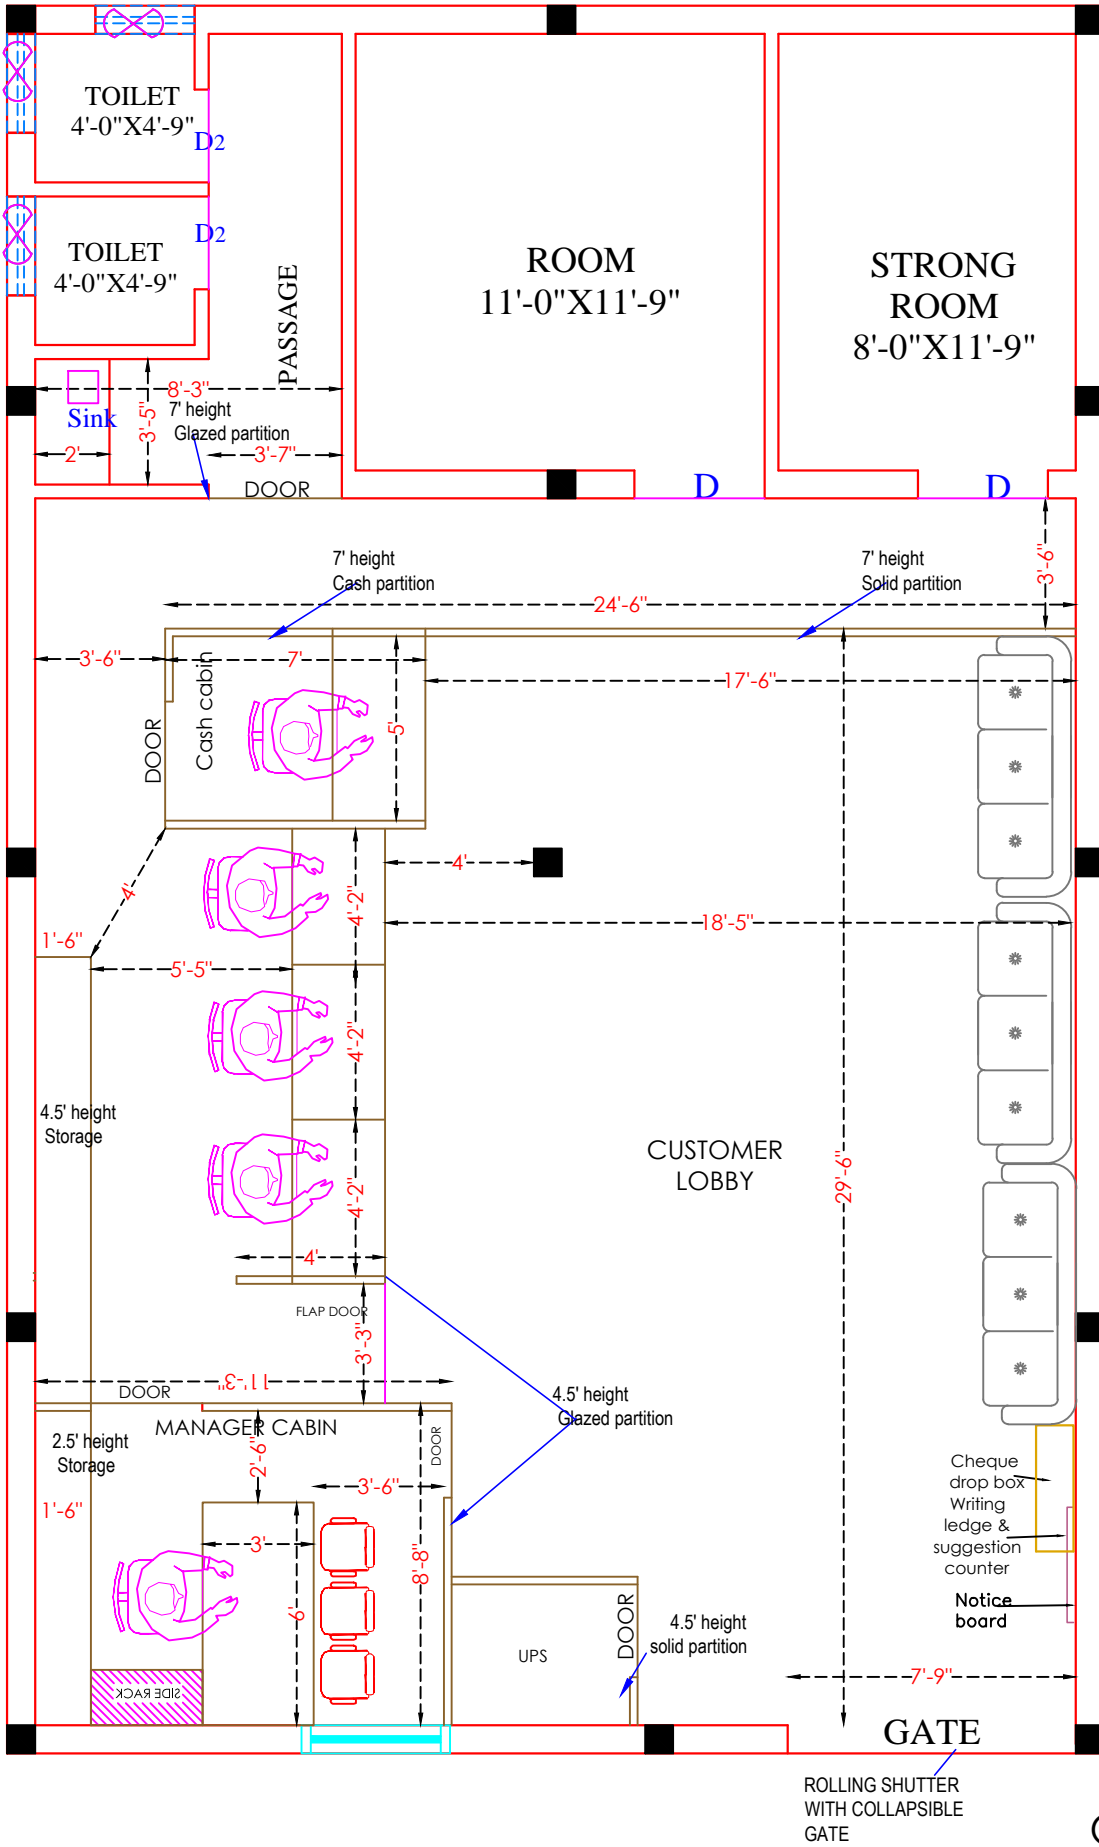 TOILET
4'-0"X4'-9"
D2
D2
TOILET
4'-0"X4'-9"
PASSAGE
ROOM
11'-0"X11'-9"
STRONG
ROOM
8'-0"X11'-9"
8'-3"
Sink
3'-5"
7' height
Glazed partition
2'
3'-7"
DOOR
D
D
3'-6"
7' height
Cash partition
7' height
Solid partition
24'-6"
3'-6"
7'
17'-6"
Cash cabin
DOOR
5'
4'
4'
4'-2"
1'-6"
18'-5"
5'-5"
4'-2"
4.5' height
Storage
CUSTOMER
LOBBY
29'-6"
4'-2"
4'
FLAP DOOR
3'-3"
11'-3"
DOOR
MANAGER CABIN
4.5' height
Glazed partition
2.5' height
Storage
2'-6"
DOOR
1'-6"
3'-6"
Cheque
drop box
Writing
ledge &
suggestion
counter
3'
8'-8"
6'
Notice
board
UPS
DOOR
4.5' height
solid partition
SIDE RACK
7'-9"
GATE
ROLLING SHUTTER
WITH COLLAPSIBLE
GATE